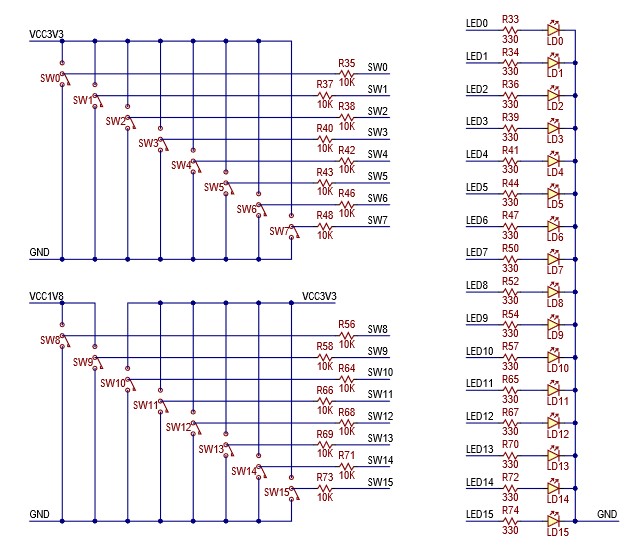 VCC3V3
SW0 R35 10K SW0
SW1 R37 10K SW1
SW2 R38 10K SW2
SW3 R40 10K SW3
SW4 R42 10K SW4
SW5 R43 10K SW5
SW6 R46 10K SW6
SW7 R48 10K SW7
GND
VCC1V8 VCC3V3
SW8 R56 10K SW8
SW9 R58 10K SW9
SW10 R64 10K SW10
SW11 R66 10K SW11
SW12 R68 10K SW12
SW13 R69 10K SW13
SW14 R71 10K SW14
SW15 R73 10K SW15
GND
LED0 R33 330 LD0
LED1 R34 330 LD1
LED2 R36 330 LD2
LED3 R39 330 LD3
LED4 R41 330 LD4
LED5 R44 330 LD5
LED6 R47 330 LD6
LED7 R50 330 LD7
LED8 R52 330 LD8
LED9 R54 330 LD9
LED10 R57 330 LD10
LED11 R65 330 LD11
LED12 R67 330 LD12
LED13 R70 330 LD13
LED14 R72 330 LD14
LED15 R74 330 LD15 GND